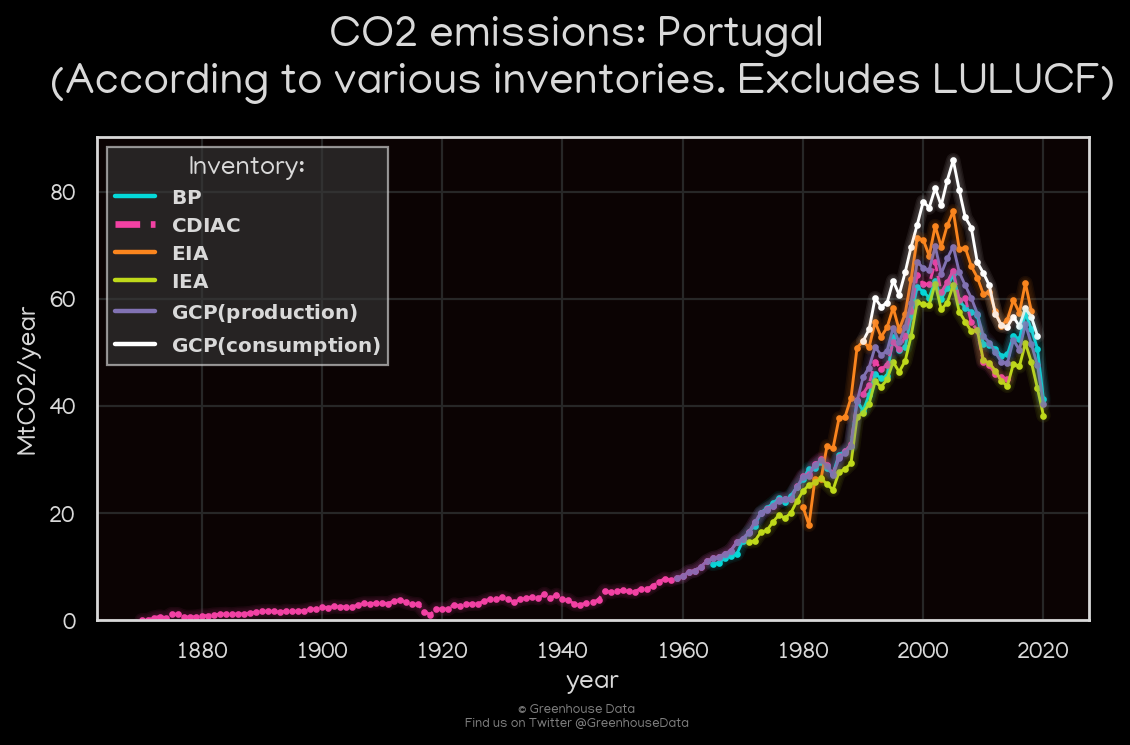 CO2 emissions: Portugal
(According to various inventories. Excludes LULUCF)
Inventory:
BP
CDIAC
EIA
IEA
GCP(production)
GCP(consumption)
MtCO2/year
80
60
40
20
0
1880 1900 1920 1940 1960 1980 2000 2020
year
© Greenhouse Data
Find us on Twitter @GreenhouseData